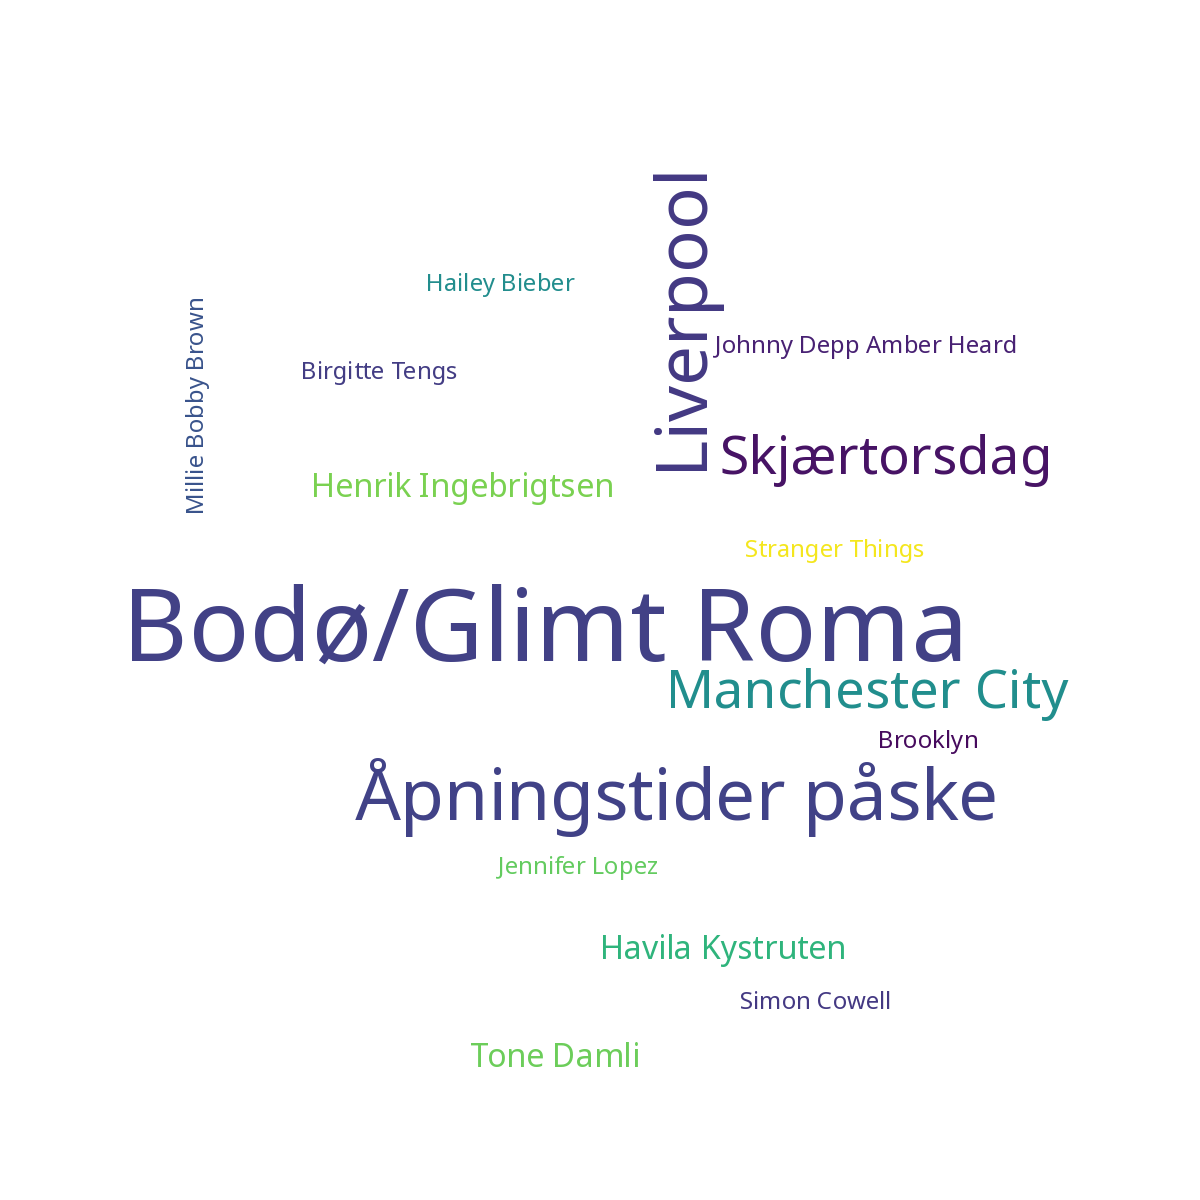 Liverpool
Hailey Bieber
Millie Bobby Brown
Johnny Depp Amber Heard
Birgitte Tengs
Skjærtorsdag
Henrik Ingebrigtsen
Stranger Things
Bodø/Glimt Roma
Manchester City
Brooklyn
Åpningstider påske
Jennifer Lopez
Havila Kystruten
Simon Cowell
Tone Damli